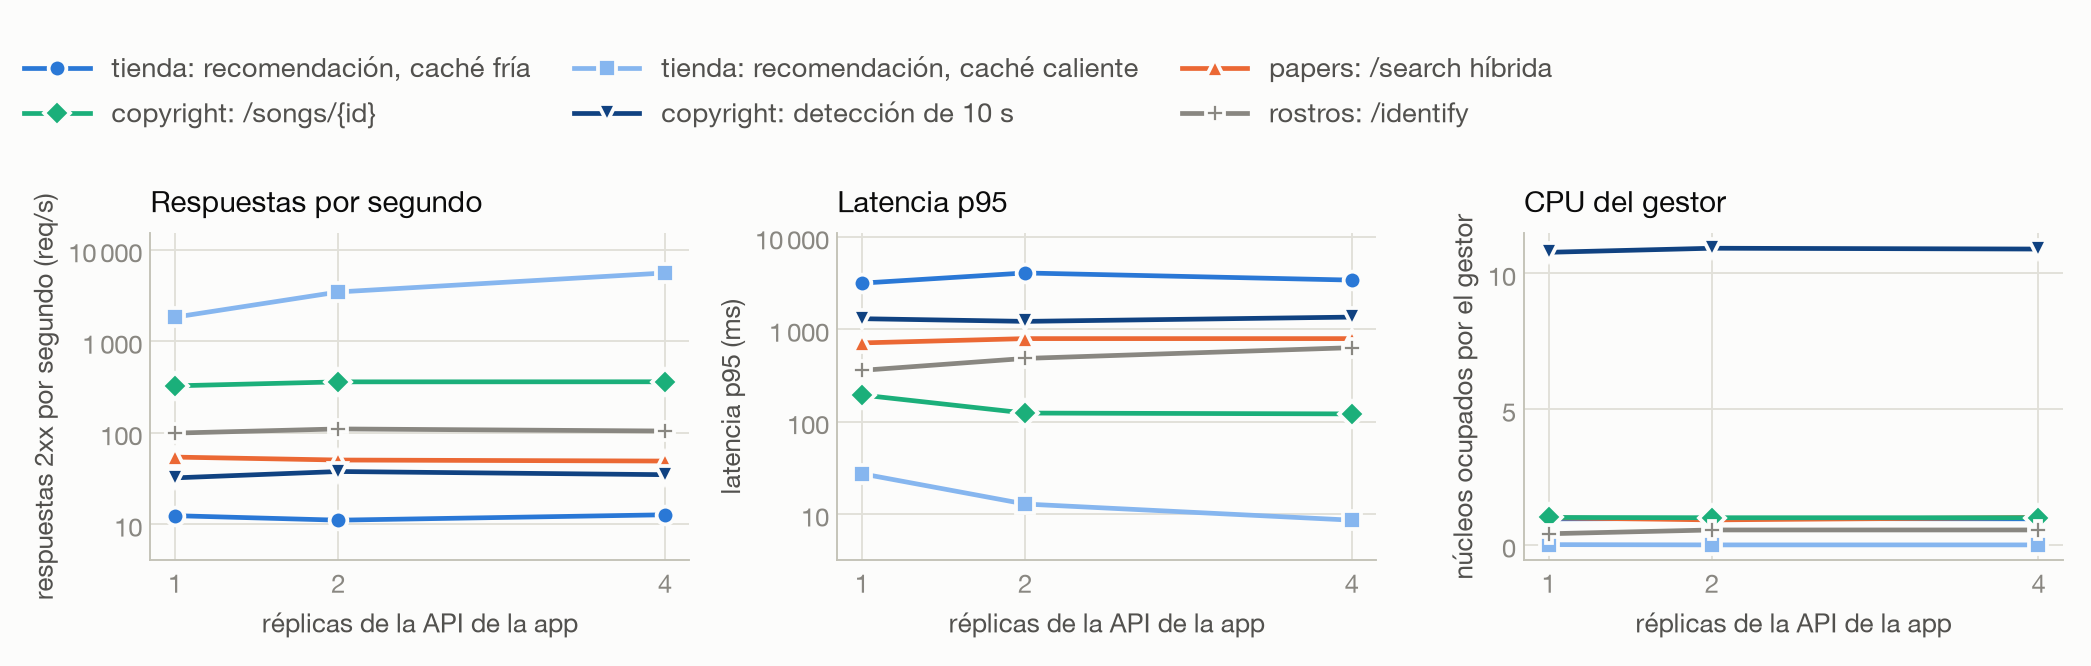 tienda: recomendación, caché fría
tienda: recomendación, caché caliente
papers: /search híbrida
copyright: /songs/{id}
copyright: detección de 10 s
rostros: /identify
Respuestas por segundo
respuestas 2xx por segundo (req/s)
10 000
1 000
100
10
1 2 4
réplicas de la API de la app
Latencia p95
latencia p95 (ms)
10 000
1 000
100
10
1 2 4
réplicas de la API de la app
CPU del gestor
núcleos ocupados por el gestor
10
5
0
1 2 4
réplicas de la API de la app